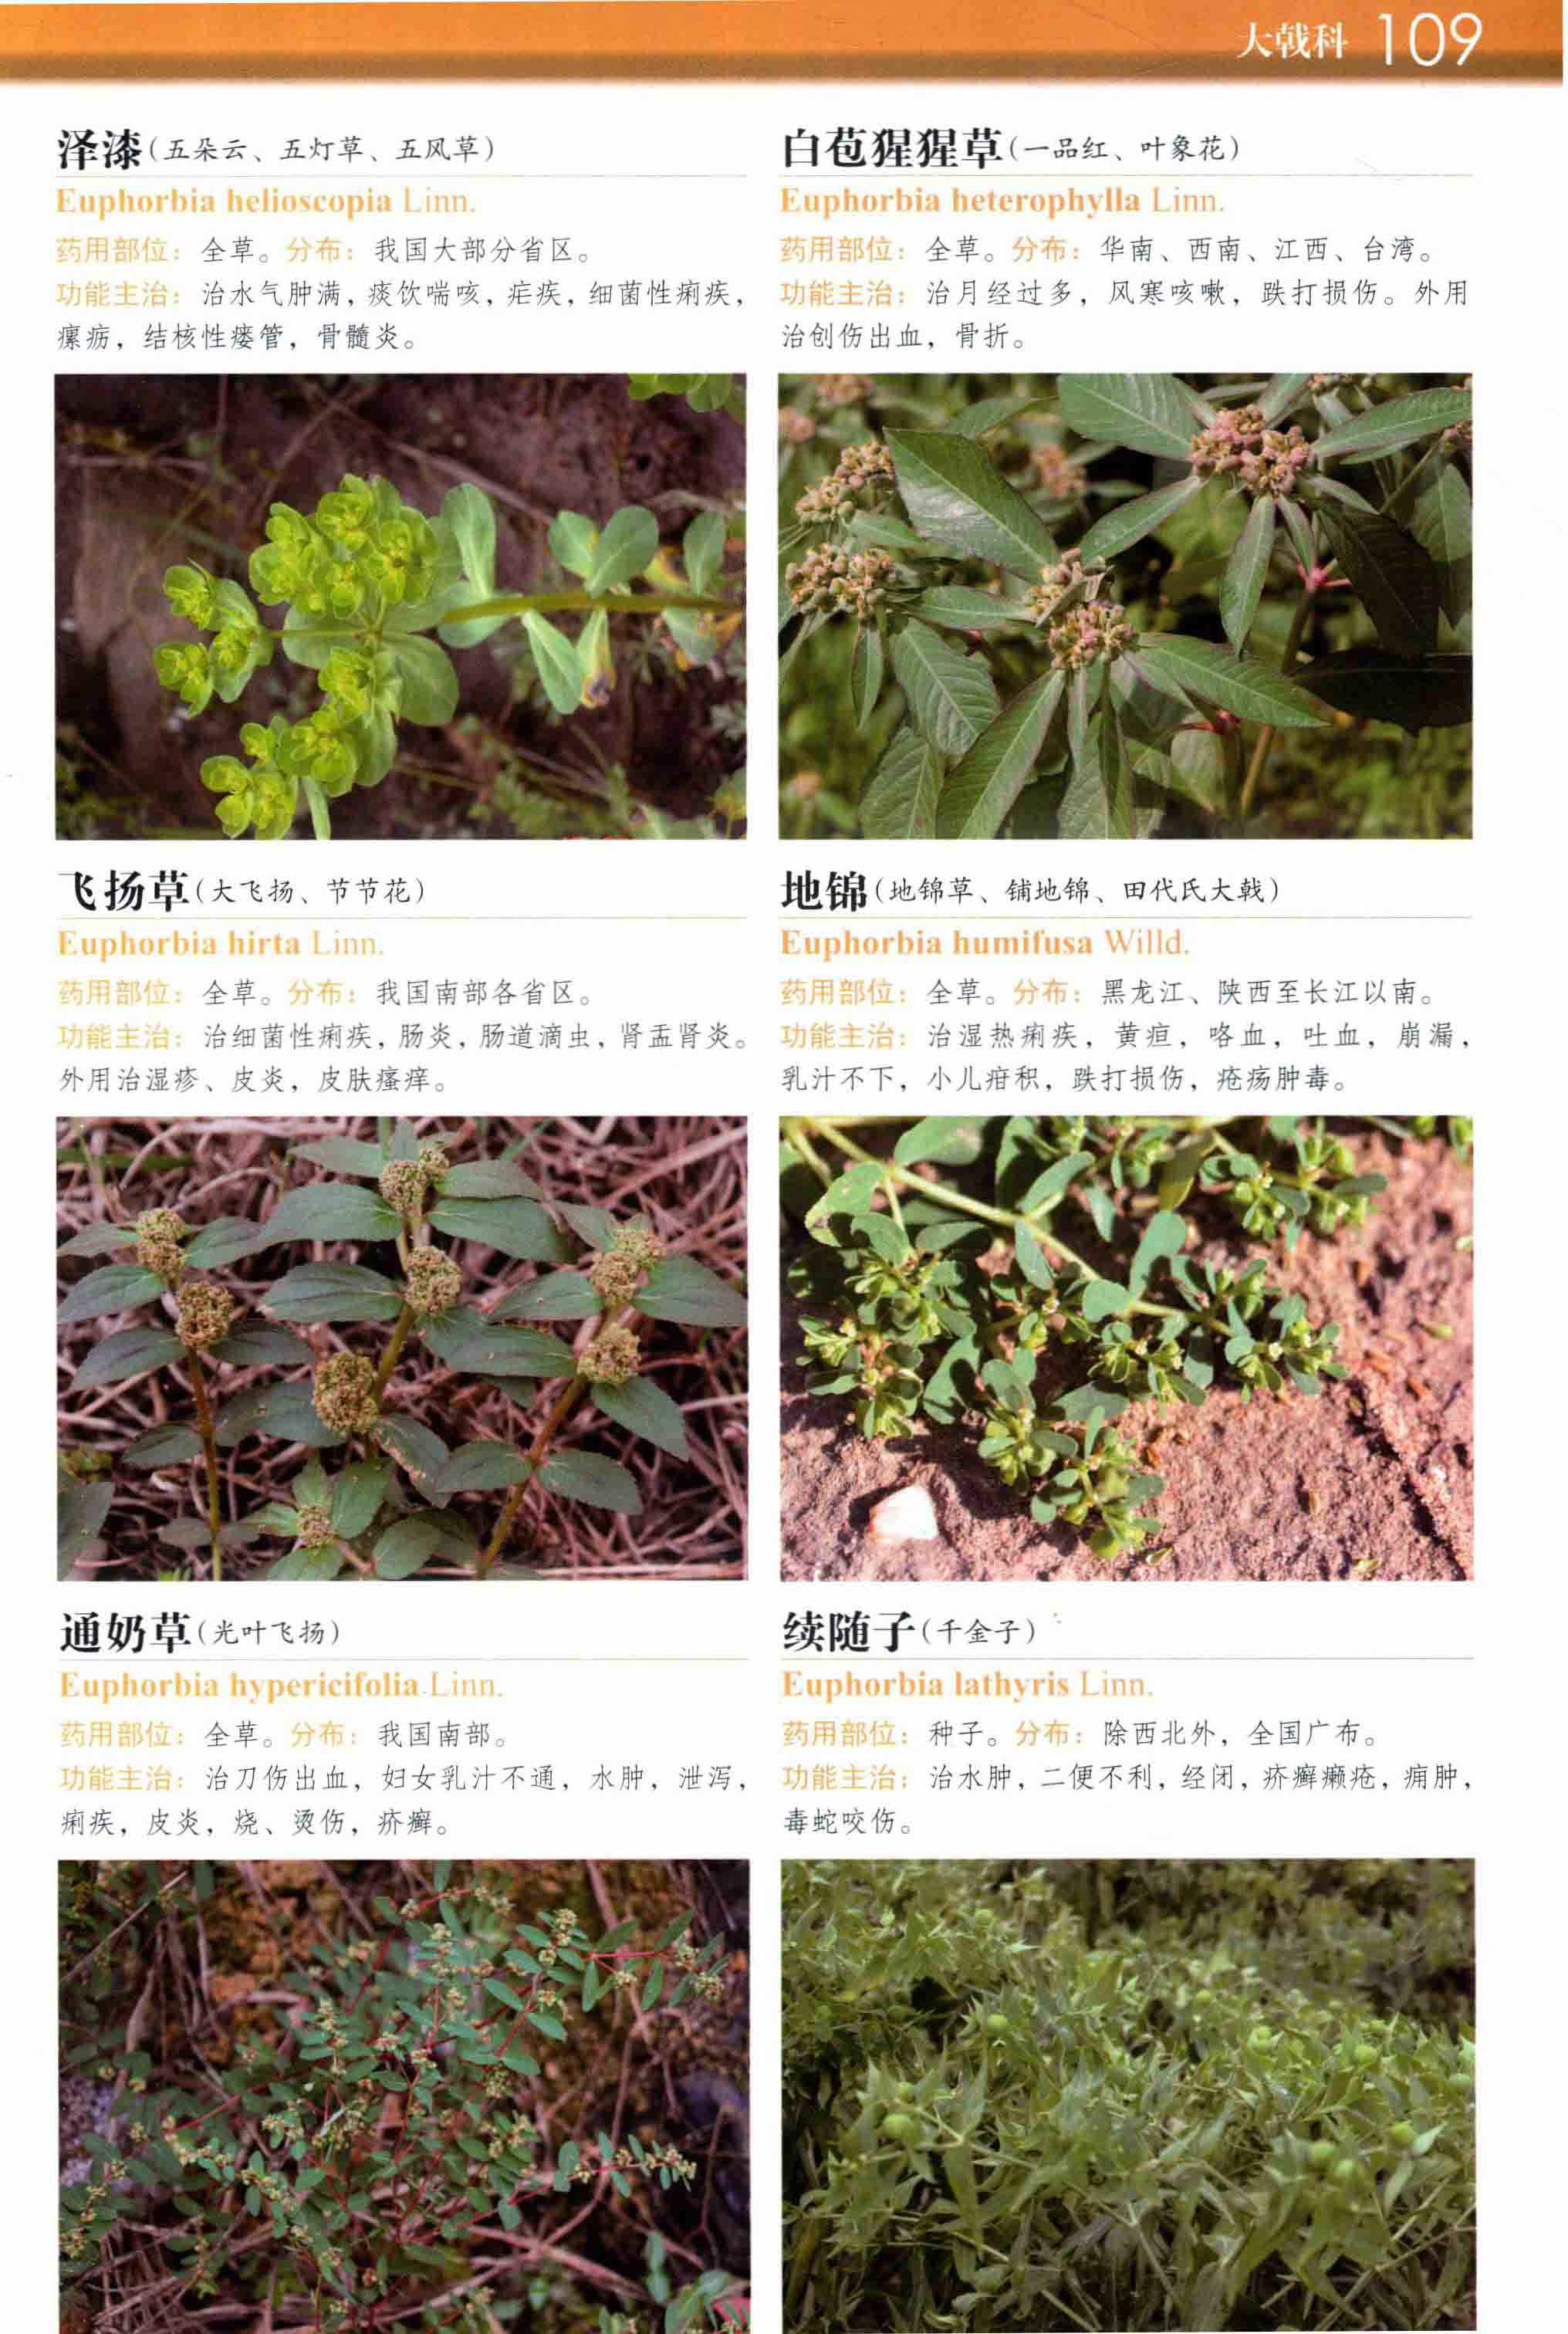 大戟科 109
泽漆(五朵云、五灯草、五风草)
Euphorbia helioscopia Linn.
药用部位：全草。分布：我国大部分省区。
功能主治：治水气肿满，痰饮喘咳，疟疾，细菌性痢疾，
瘰疬，结核性瘘管，骨髓炎。
白苞猩猩草(一品红、叶象花)
Euphorbia heterophylla Linn.
药用部位：全草。分布：华南、西南、江西、台湾。
功能主治：治月经过多，风寒咳嗽，跌打损伤。外用
治创伤出血，骨折。
飞扬草(大飞扬、节节花)
Euphorbia hirta Linn.
药用部位：全草。分布：我国南部各省区。
功能主治：治细菌性痢疾，肠炎，肠道滴虫，肾盂肾炎。
外用治湿疹、皮炎，皮肤瘙痒。
地锦(地锦草、铺地锦、田代氏大戟)
Euphorbia humifusa Willd.
药用部位：全草。分布：黑龙江、陕西至长江以南。
功能主治：治湿热痢疾，黄疸，咯血，吐血，崩漏，
乳汁不下，小儿疳积，跌打损伤，疮疡肿毒。
通奶草(光叶飞扬)
Euphorbia hypericifolia Linn.
药用部位：全草。分布：我国南部。
功能主治：治刀伤出血，妇女乳汁不通，水肿，泄泻，
痢疾，皮炎，烧、烫伤，疥癣。
续随子(千金子)
Euphorbia lathyris Linn.
药用部位：种子。分布：除西北外，全国广布。
功能主治：治水肿，二便不利，经闭，疥癣癞疮，痈肿，
毒蛇咬伤。